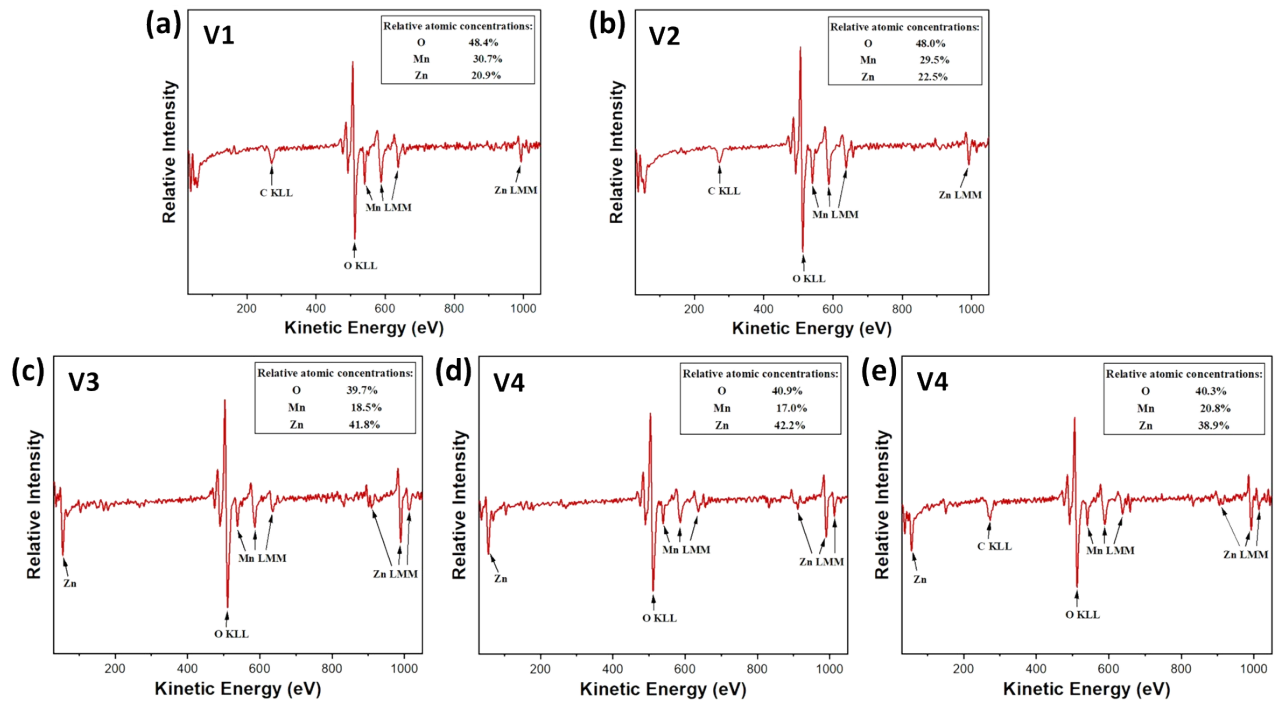 (a) V1
Relative atomic concentrations:
O 48.4%
Mn 30.7%
Zn 20.9%
C KLL
Mn LMM
Zn LMM
O KLL
200 400 600 800 1000
Kinetic Energy (eV)
Relative Intensity
(b) V2
Relative atomic concentrations:
O 48.0%
Mn 29.5%
Zn 22.5%
C KLL
Mn LMM
Zn LMM
O KLL
200 400 600 800 1000
Kinetic Energy (eV)
Relative Intensity
(c) V3
Relative atomic concentrations:
O 39.7%
Mn 18.5%
Zn 41.8%
Mn LMM
Zn LMM
Zn
O KLL
200 400 600 800 1000
Kinetic Energy (eV)
Relative Intensity
(d) V4
Relative atomic concentrations:
O 40.9%
Mn 17.0%
Zn 42.2%
Mn LMM
Zn LMM
Zn
O KLL
200 400 600 800 1000
Kinetic Energy (eV)
Relative Intensity
(e) V4
Relative atomic concentrations:
O 40.3%
Mn 20.8%
Zn 38.9%
C KLL
Mn LMM
Zn LMM
Zn
O KLL
200 400 600 800 1000
Kinetic Energy (eV)
Relative Intensity